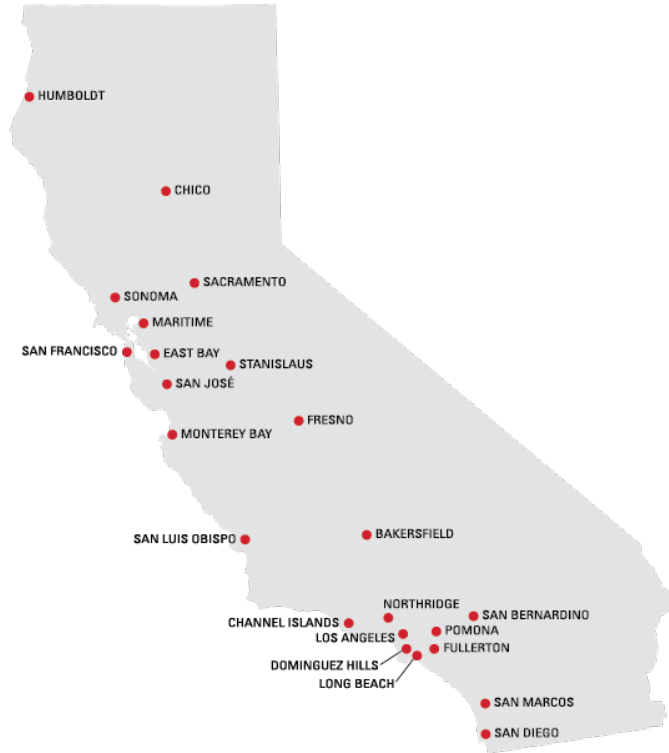 HUMBOLDT
CHICO
SACRAMENTO
SONOMA
MARITIME
SAN FRANCISCO
EAST BAY
STANISLAUS
SAN JOSÉ
FRESNO
MONTEREY BAY
BAKERSFIELD
SAN LUIS OBISPO
NORTHRIDGE
SAN BERNARDINO
CHANNEL ISLANDS
POMONA
LOS ANGELES
FULLERTON
DOMINGUEZ HILLS
LONG BEACH
SAN MARCOS
SAN DIEGO